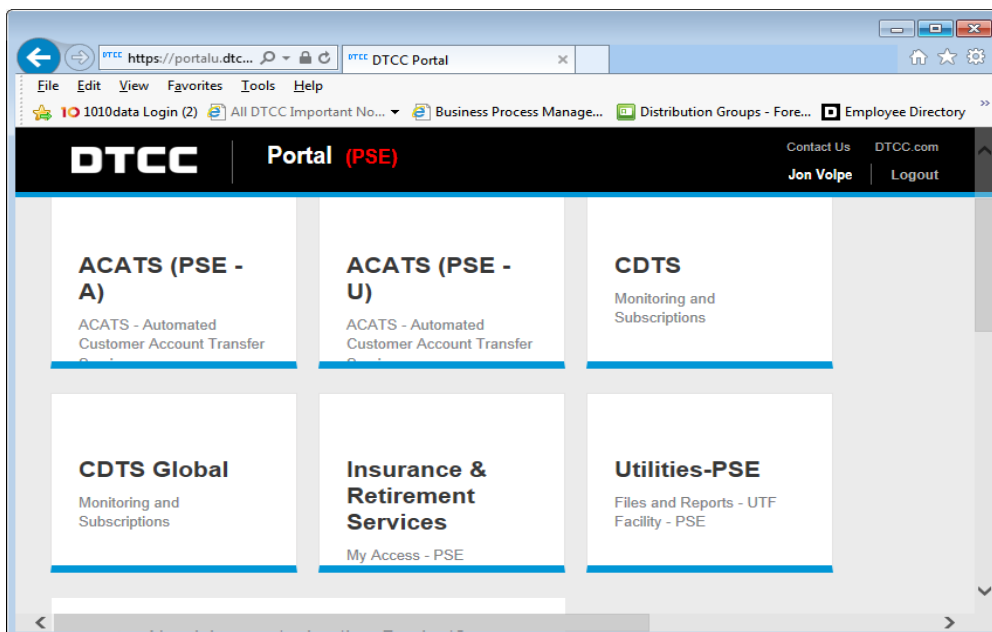 DTCC https://portalu.dtc... DTCC DTCC Portal
File Edit View Favorites Tools Help
1010data Login (2) All DTCC Important No... Business Process Manage... Distribution Groups - Fore... Employee Directory »
DTCC Portal (PSE)
Contact Us DTCC.com
Jon Volpe Logout
ACATS (PSE -
A)
ACATS - Automated
Customer Account Transfer
ACATS (PSE -
U)
ACATS - Automated
Customer Account Transfer
CDTS
Monitoring and
Subscriptions
CDTS Global
Monitoring and
Subscriptions
Insurance &
Retirement
Services
My Access - PSE
Utilities-PSE
Files and Reports - UTF
Facility - PSE